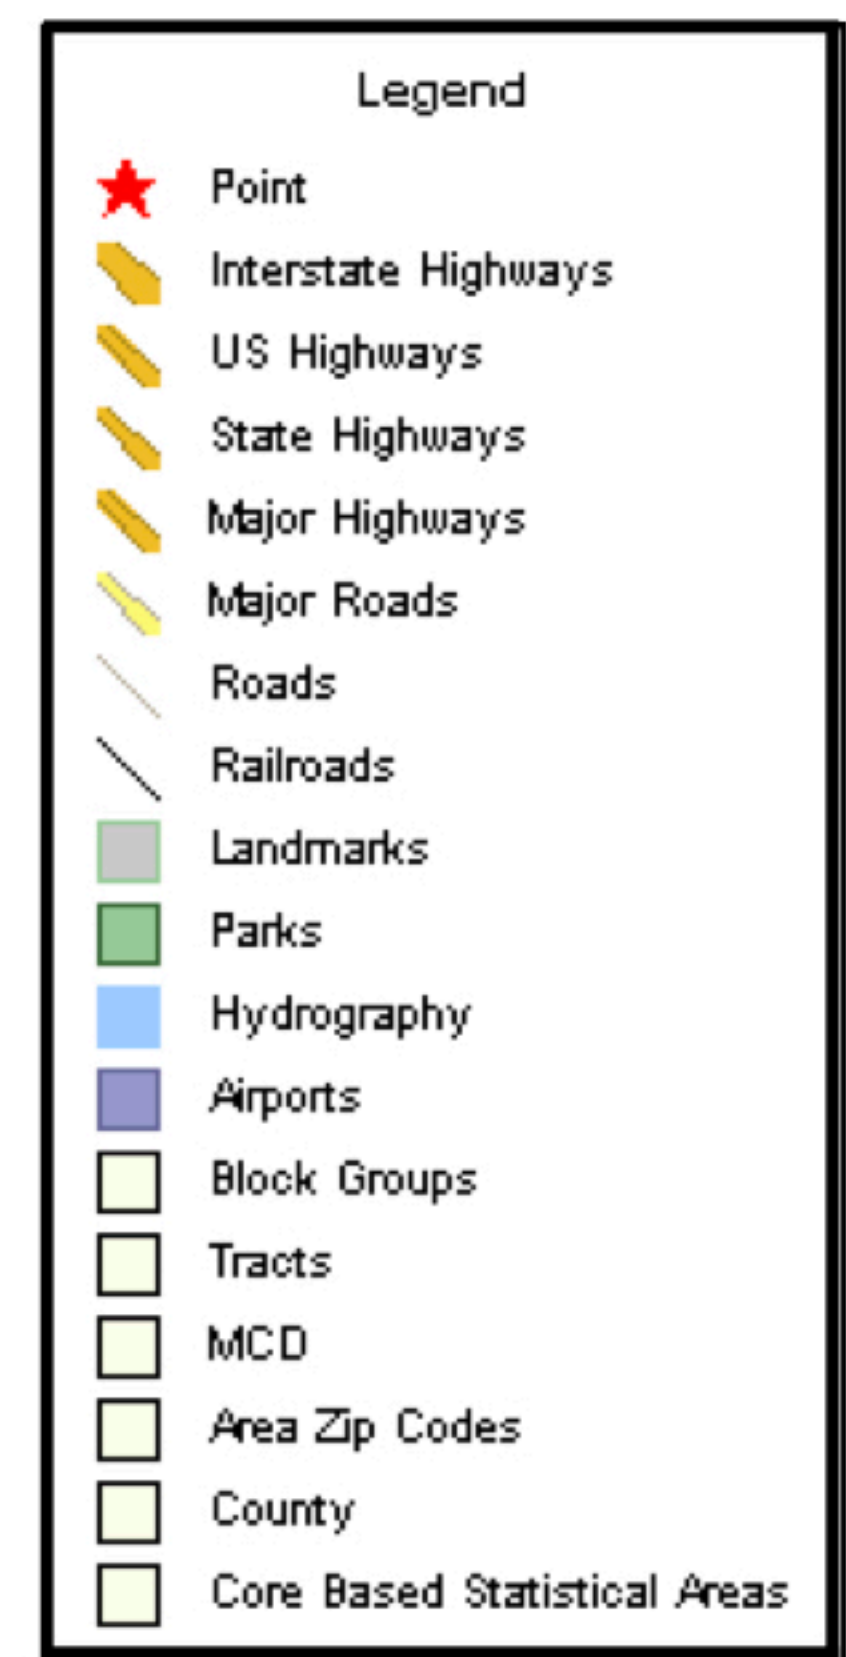 Legend
Point
Interstate Highways
US Highways
State Highways
Major Highways
Major Roads
Roads
Railroads
Landmarks
Parks
Hydrography
Airports
Block Groups
Tracts
MCD
Area Zip Codes
County
Core Based Statistical Areas